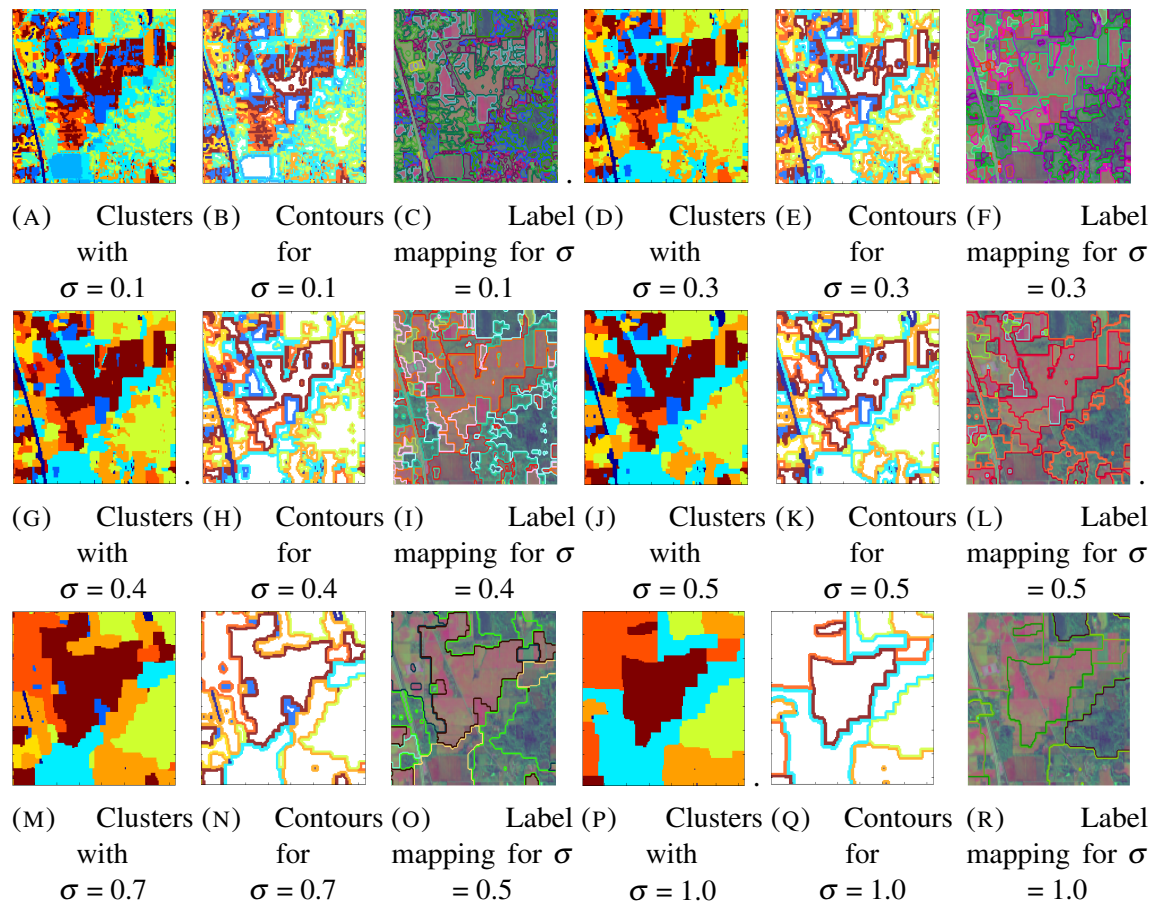 (A) Clusters with σ = 0.1
(B) Contours for σ = 0.1
(C) Label mapping for σ = 0.1
.
(D) Clusters with σ = 0.3
(E) Contours for σ = 0.3
(F) Label mapping for σ = 0.3
(G) Clusters with σ = 0.4
.
(H) Contours for σ = 0.4
(I) Label mapping for σ = 0.4
(J) Clusters with σ = 0.5
(K) Contours for σ = 0.5
(L) Label mapping for σ = 0.5
.
(M) Clusters with σ = 0.7
(N) Contours for σ = 0.7
(O) Label mapping for σ = 0.5
(P) Clusters with σ = 1.0
.
(Q) Contours for σ = 1.0
(R) Label mapping for σ = 1.0